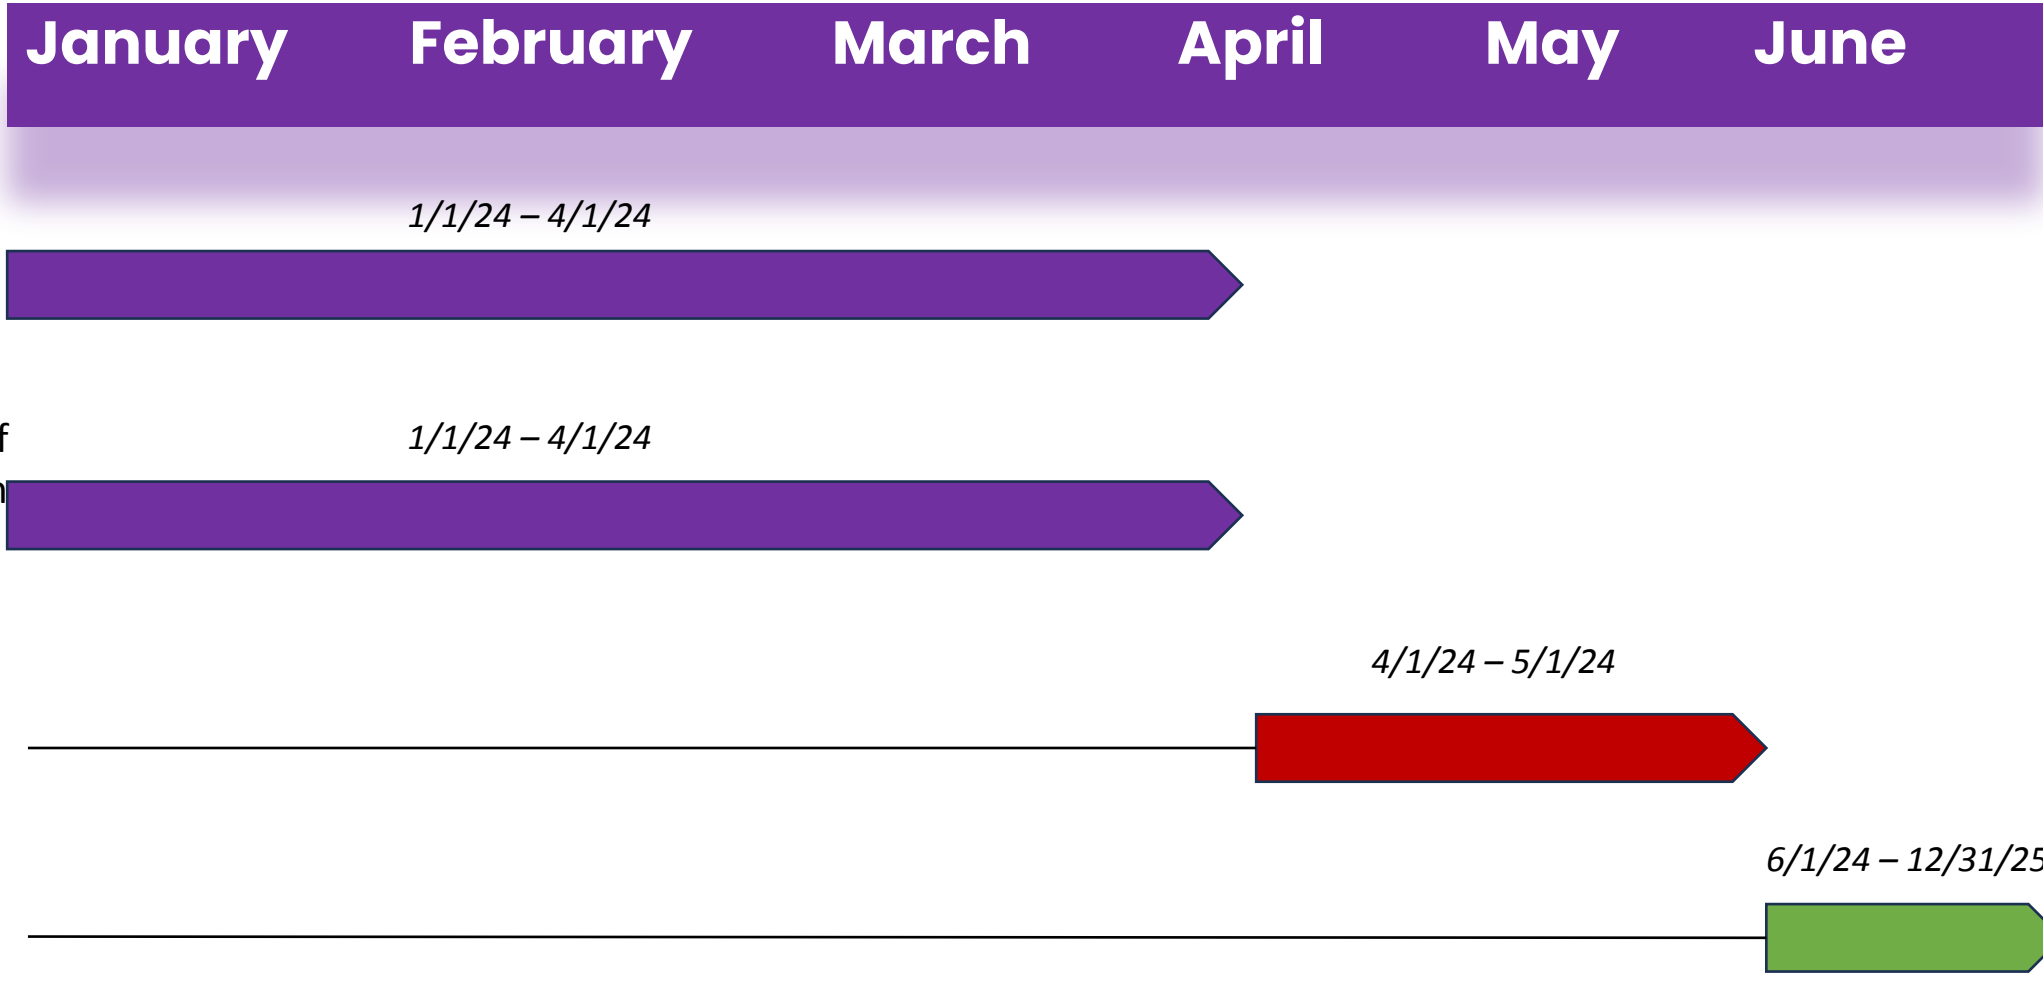 January February March April May June
1/1/24 – 4/1/24
f
1/1/24 – 4/1/24
4/1/24 – 5/1/24
6/1/24 – 12/31/25